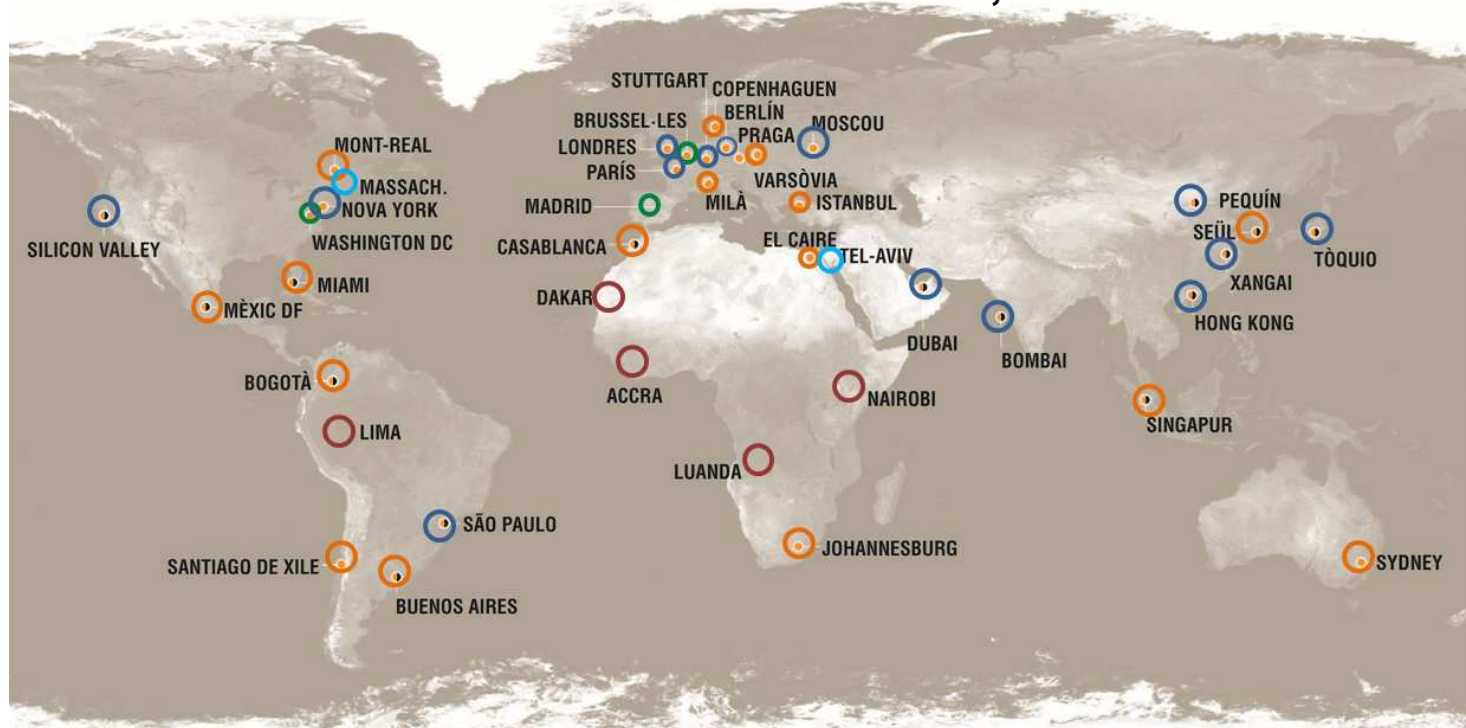 STUTTGART
COPENHAGUEN
BERLÍN
BRUSSEL·LES
PRAGA
MOSCOU
LONDRES
PARÍS
VARSÒVIA
MILÀ
ISTANBUL
MADRID
MONT-REAL
MASSACH.
NOVA YORK
WASHINGTON DC
SILICON VALLEY
MIAMI
MÈXIC DF
CASABLANCA
EL CAIRE
TEL-AVIV
DAKAR
DUBAI
BOMBAI
PEQUÍN
SEÜL
TÒQUIO
XANGAI
HONG KONG
BOGOTÀ
LIMA
ACCRA
NAIROBI
SINGAPUR
LUANDA
SÃO PAULO
SANTIAGO DE XILE
BUENOS AIRES
JOHANNESBURG
SYDNEY